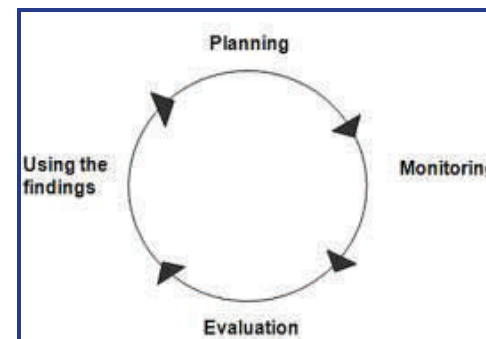 Planning
Using the
findings
Monitoring
Evaluation